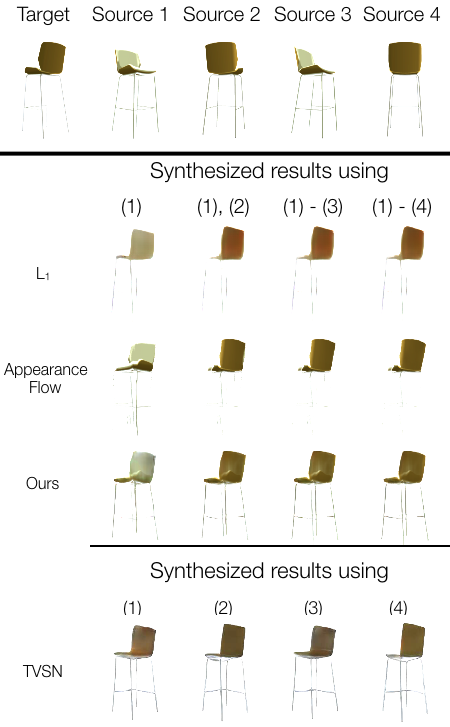 Target Source 1 Source 2 Source 3 Source 4
Synthesized results using
(1) (1), (2) (1) - (3) (1) - (4)
L1
Appearance
Flow
Ours
Synthesized results using
(1) (2) (3) (4)
TVSN